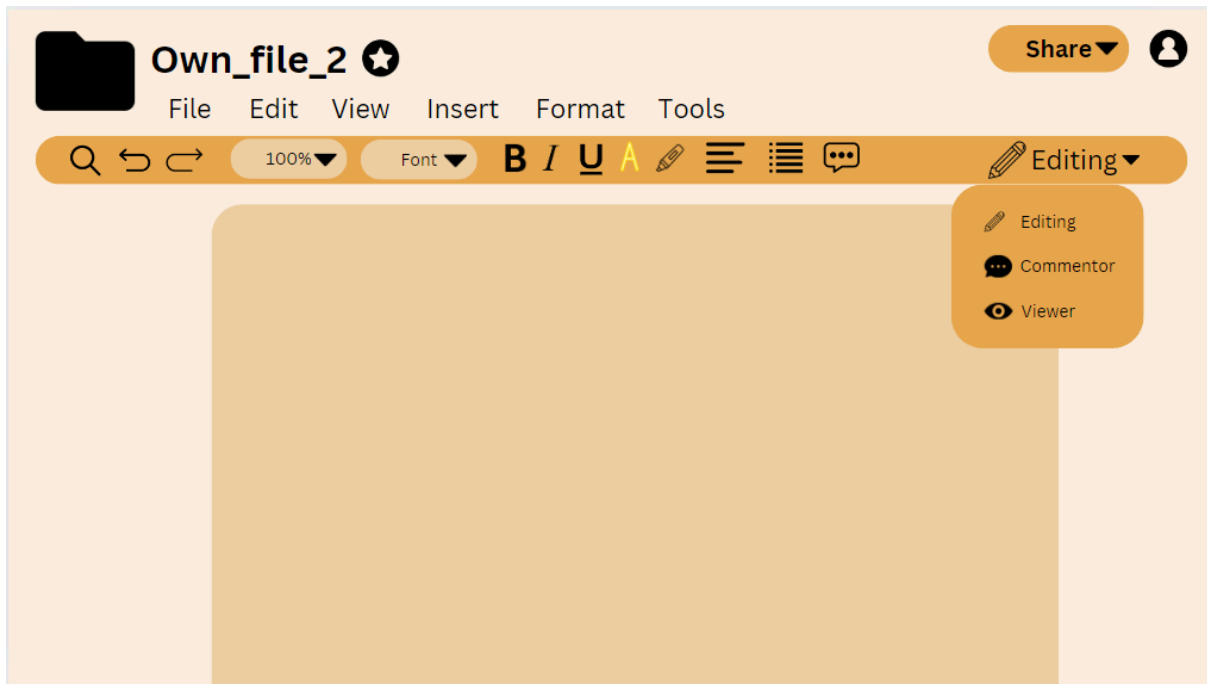 Own_file_2
Share
File Edit View Insert Format Tools
100% Font B I U A Editing
Editing
Commentor
Viewer